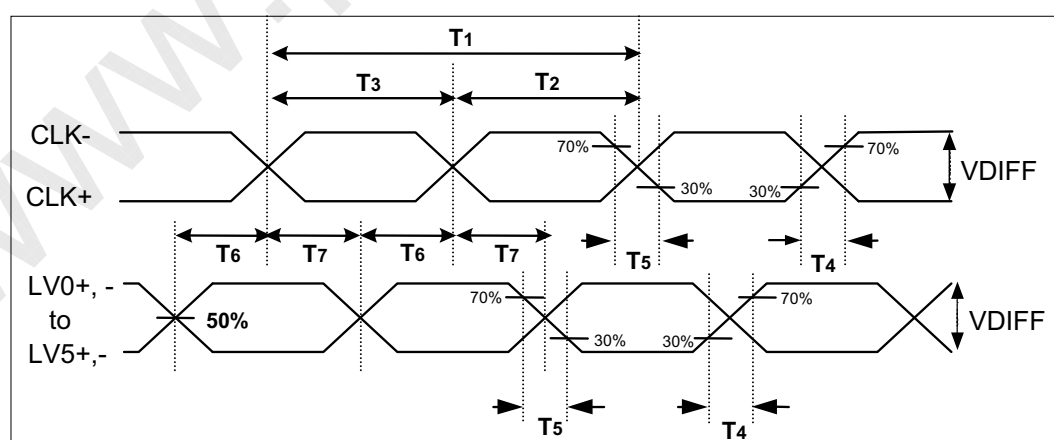 T1
T3 T2
CLK-
70% 70%
VDIFF
CLK+
30% 30%
T6 T7 T6 T7
T5 T4
LV0+, -
70% 70%
to
50%
VDIFF
30% 30%
LV5+,-
T5 T4